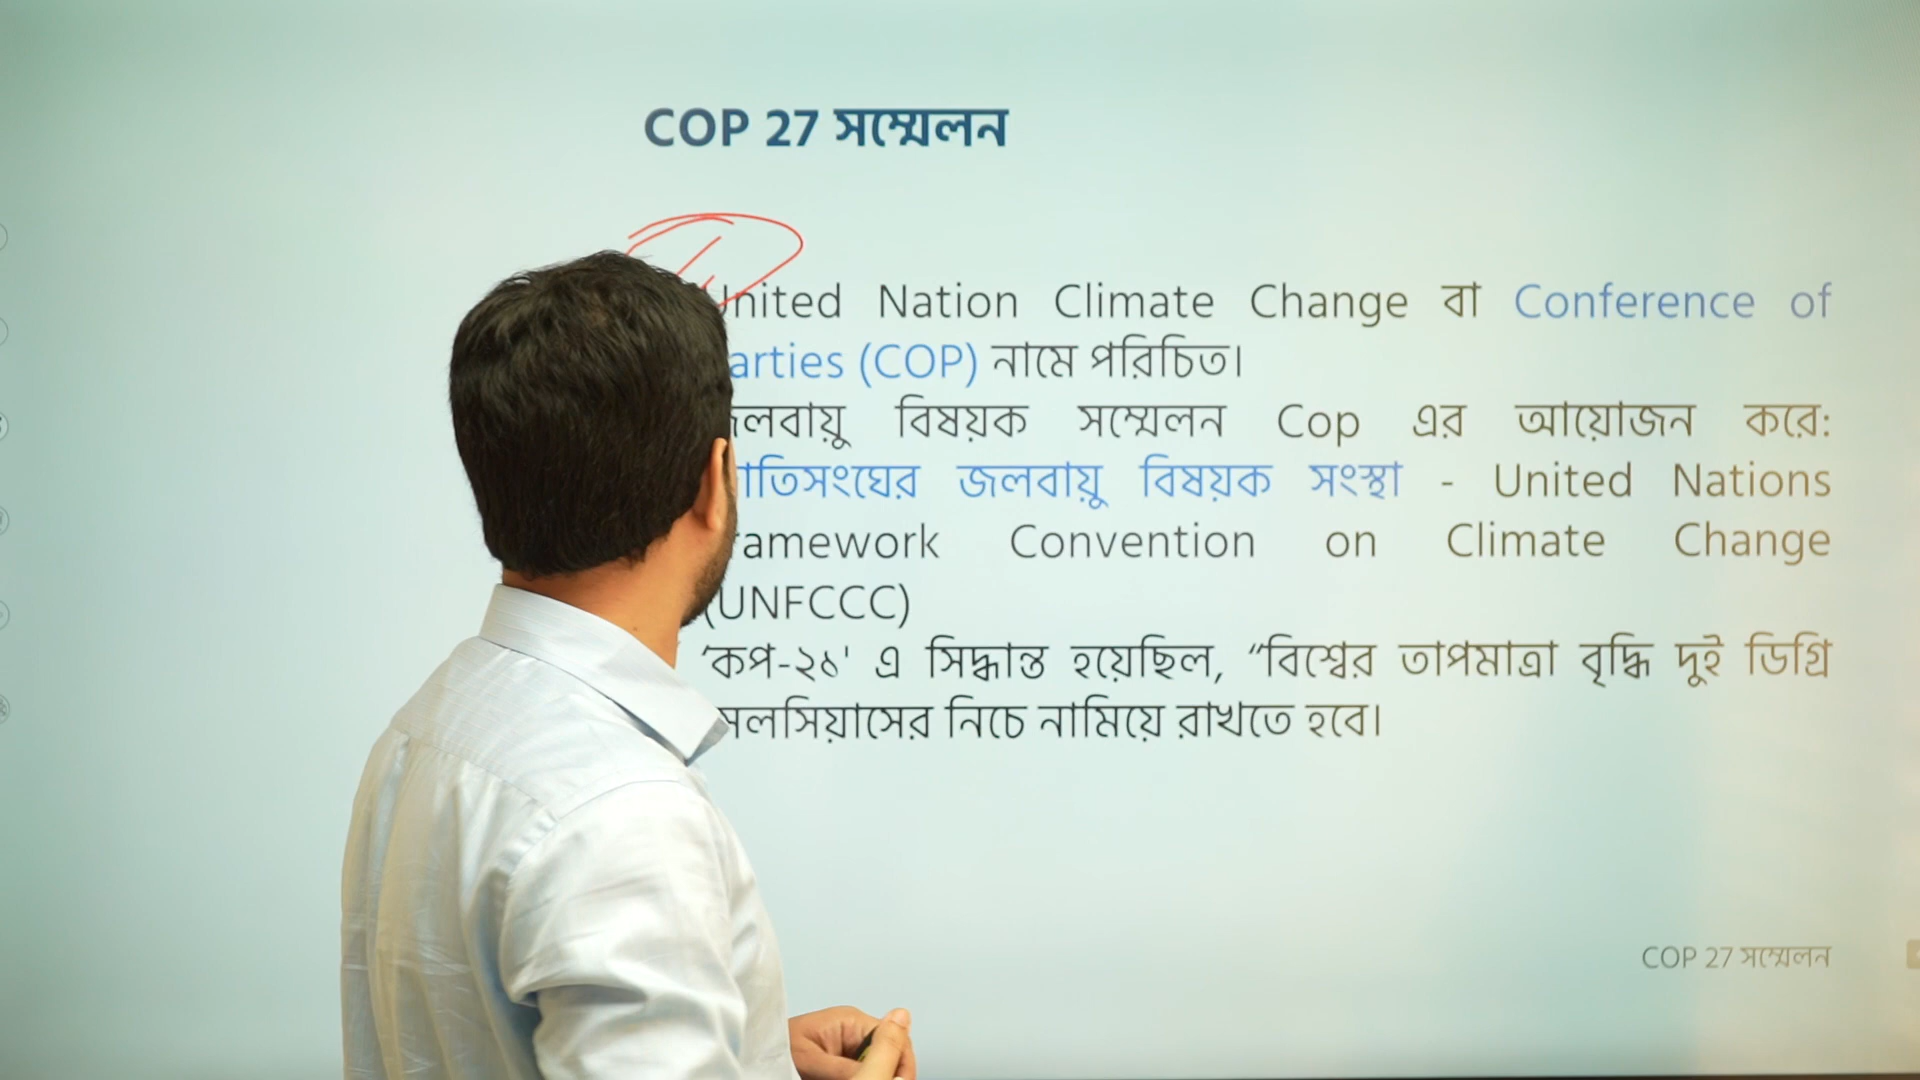 COP 27 সম্মেলন
United Nation Climate Change বা Conference of
arties (COP) নামে পরিচিত।
লবায়ু বিষয়ক সম্মেলন Cop এর আয়োজন করে:
াতিসংঘের জলবায়ু বিষয়ক সংস্থা - United Nations
ramework Convention on Climate Change
(UNFCCC)
‘কপ-২১' এ সিদ্ধান্ত হয়েছিল, “বিশ্বের তাপমাত্রা বৃদ্ধি দুই ডিগ্রি
সলসিয়াসের নিচে নামিয়ে রাখতে হবে।
COP 27 সম্মেলন